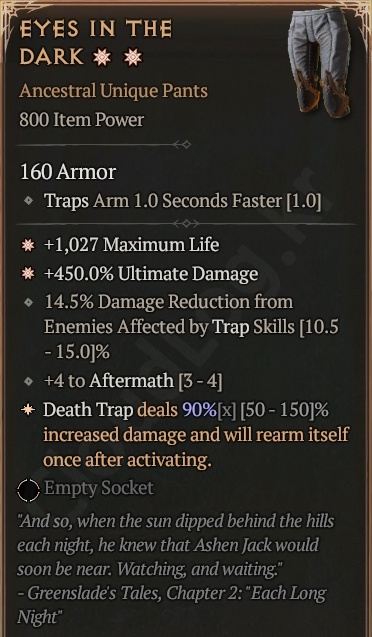 EYES IN THE
DARK
Ancestral Unique Pants
800 Item Power
160 Armor
Traps Arm 1.0 Seconds Faster [1.0]
+1,027 Maximum Life
+450.0% Ultimate Damage
14.5% Damage Reduction from
Enemies Affected by Trap Skills [10.5
- 15.0]%
+4 to Aftermath [3 - 4]
Death Trap deals 90%[x] [50 - 150]%
increased damage and will rearm itself
once after activating.
Empty Socket
"And so, when the sun dipped behind the hills
each night, he knew that Ashen Jack would
soon be near. Watching, and waiting."
- Greenslade's Tales, Chapter 2: "Each Long
Night"